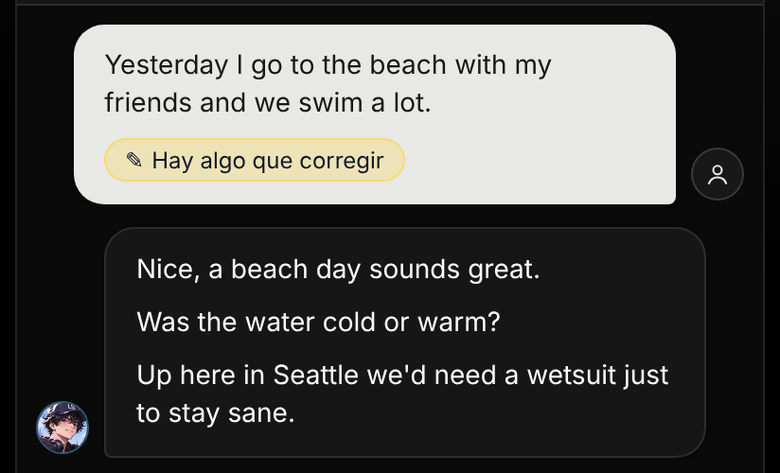 Yesterday I go to the beach with my
friends and we swim a lot.
✎ Hay algo que corregir
Nice, a beach day sounds great.
Was the water cold or warm?
Up here in Seattle we'd need a wetsuit just
to stay sane.